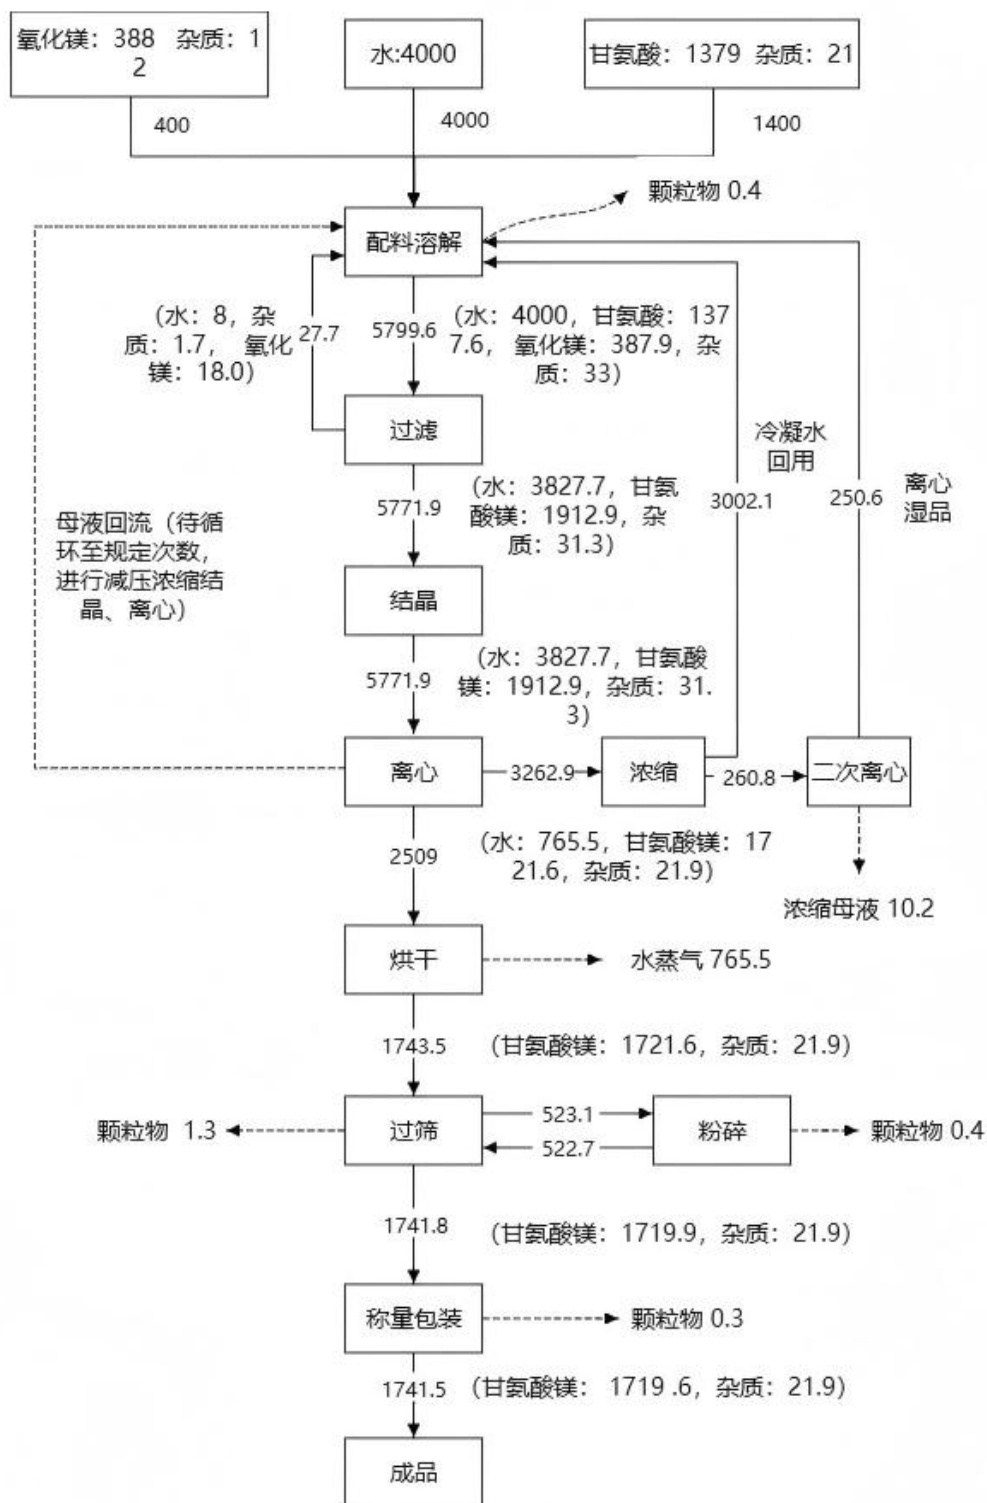 氧化镁：388 杂质：1
2
水:4000
甘氨酸：1379 杂质：21
400
4000
1400
颗粒物 0.4
配料溶解
（水：8，杂
质：1.7， 氧化
镁：18.0）
27.7
5799.6
（水：4000，甘氨酸：137
7.6， 氧化镁：387.9，杂
质：33）
过滤
冷凝水
回用
3002.1
250.6
离心
湿品
5771.9
（水：3827.7，甘氨
酸镁：1912.9，杂
质：31.3）
母液回流（待循
环至规定次数，
进行减压浓缩结
晶、离心）
结晶
5771.9
（水：3827.7，甘氨酸
镁：1912.9，杂质：31.
3）
离心
3262.9
浓缩
260.8
二次离心
2509
（水：765.5，甘氨酸镁：17
21.6，杂质：21.9）
浓缩母液 10.2
烘干
水蒸气 765.5
1743.5
（甘氨酸镁：1721.6，杂质：21.9）
颗粒物 1.3
过筛
523.1
522.7
粉碎
颗粒物 0.4
1741.8
（甘氨酸镁：1719.9，杂质：21.9）
称量包装
颗粒物 0.3
1741.5
（甘氨酸镁： 1719 .6，杂质：21.9）
成品